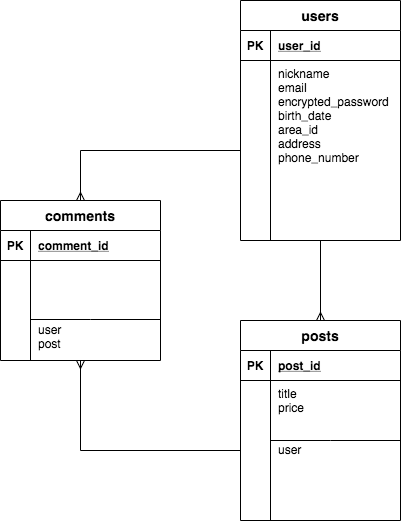 users
PK user_id
nickname
email
encrypted_password
birth_date
area_id
address
phone_number
comments
PK comment_id
user
post
posts
PK post_id
title
price
user